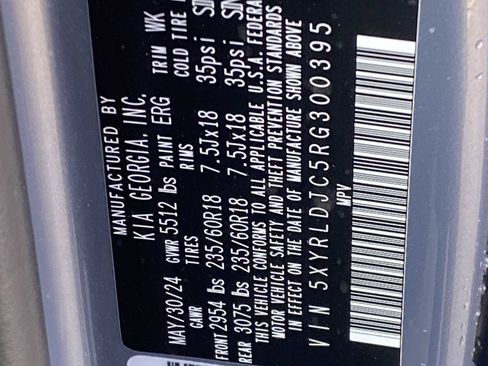 MANUFACTURED BY
KIA GEORGIA, INC.
MAY/30/24 GVWR 5512 lbs PAINT ERG TRIM WK
GAWR TIRES RIMS COLD TIRE
FRONT 2954 lbs 235/60R18 7.5Jx18 35psi
REAR 3075 lbs 235/60R18 7.5Jx18 35psi
THIS VEHICLE CONFORMS TO ALL APPLICABLE U.S.A. FEDERAL
MOTOR VEHICLE SAFETY AND THEFT PREVENTION STANDARDS
IN EFFECT ON THE DATE OF MANUFACTURE SHOWN ABOVE
VIN 5XYRLDJC5RG300395
MPV